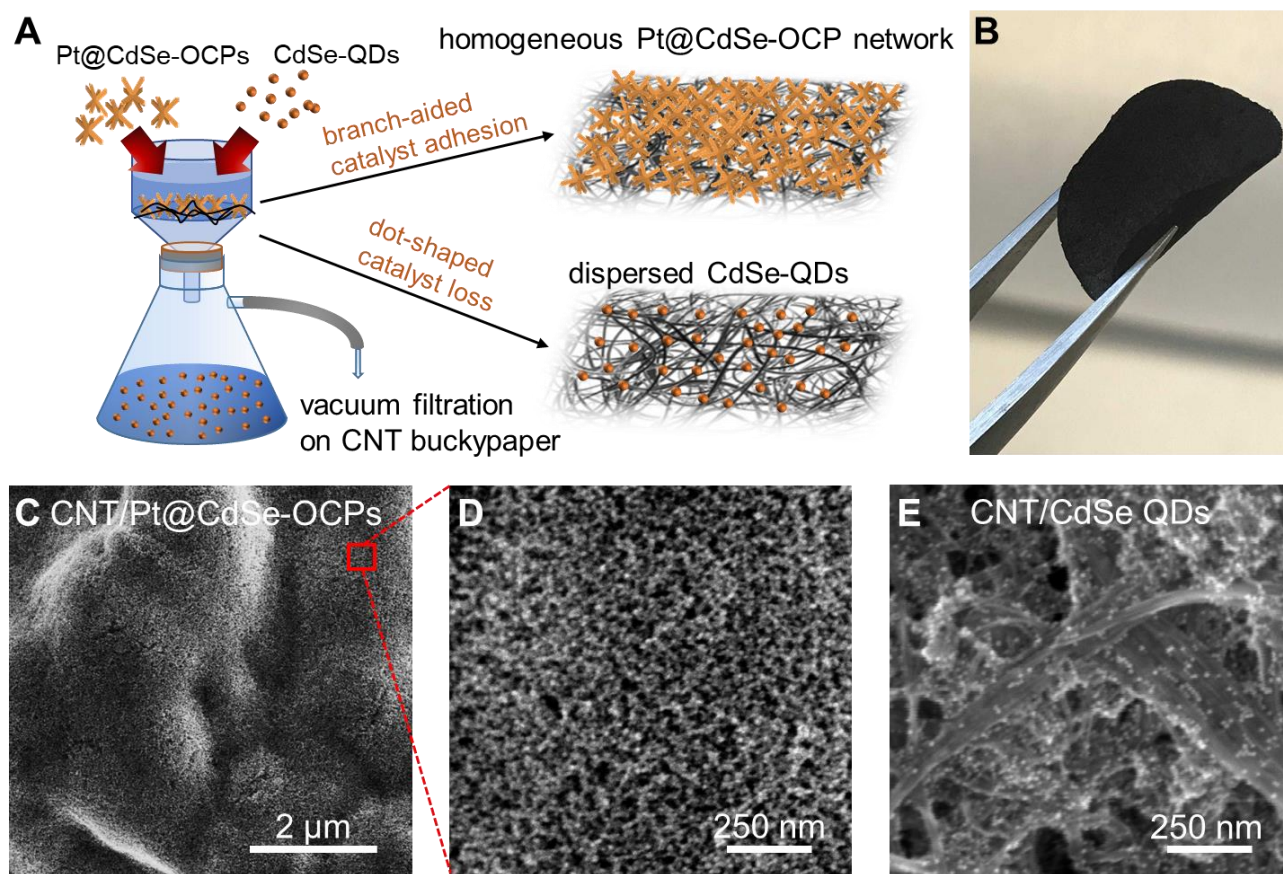 A
Pt@CdSe-OCPs
CdSe-QDs
homogeneous Pt@CdSe-OCP network
branch-aided
catalyst adhesion
dot-shaped
catalyst loss
dispersed CdSe-QDs
vacuum filtration
on CNT buckypaper
B
C CNT/Pt@CdSe-OCPs
2 µm
D
250 nm
E CNT/CdSe QDs
250 nm